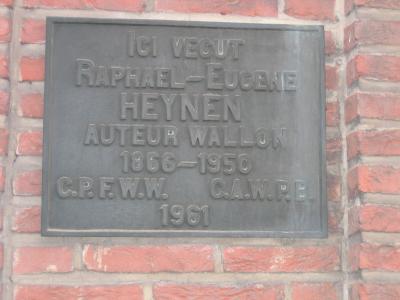 ICI VECUT
RAPHAEL-EUGENE
HEYNEN
AUTEUR WALLON
1866-1950
C.P.F.W.W. C.A.W.P.B.
1961